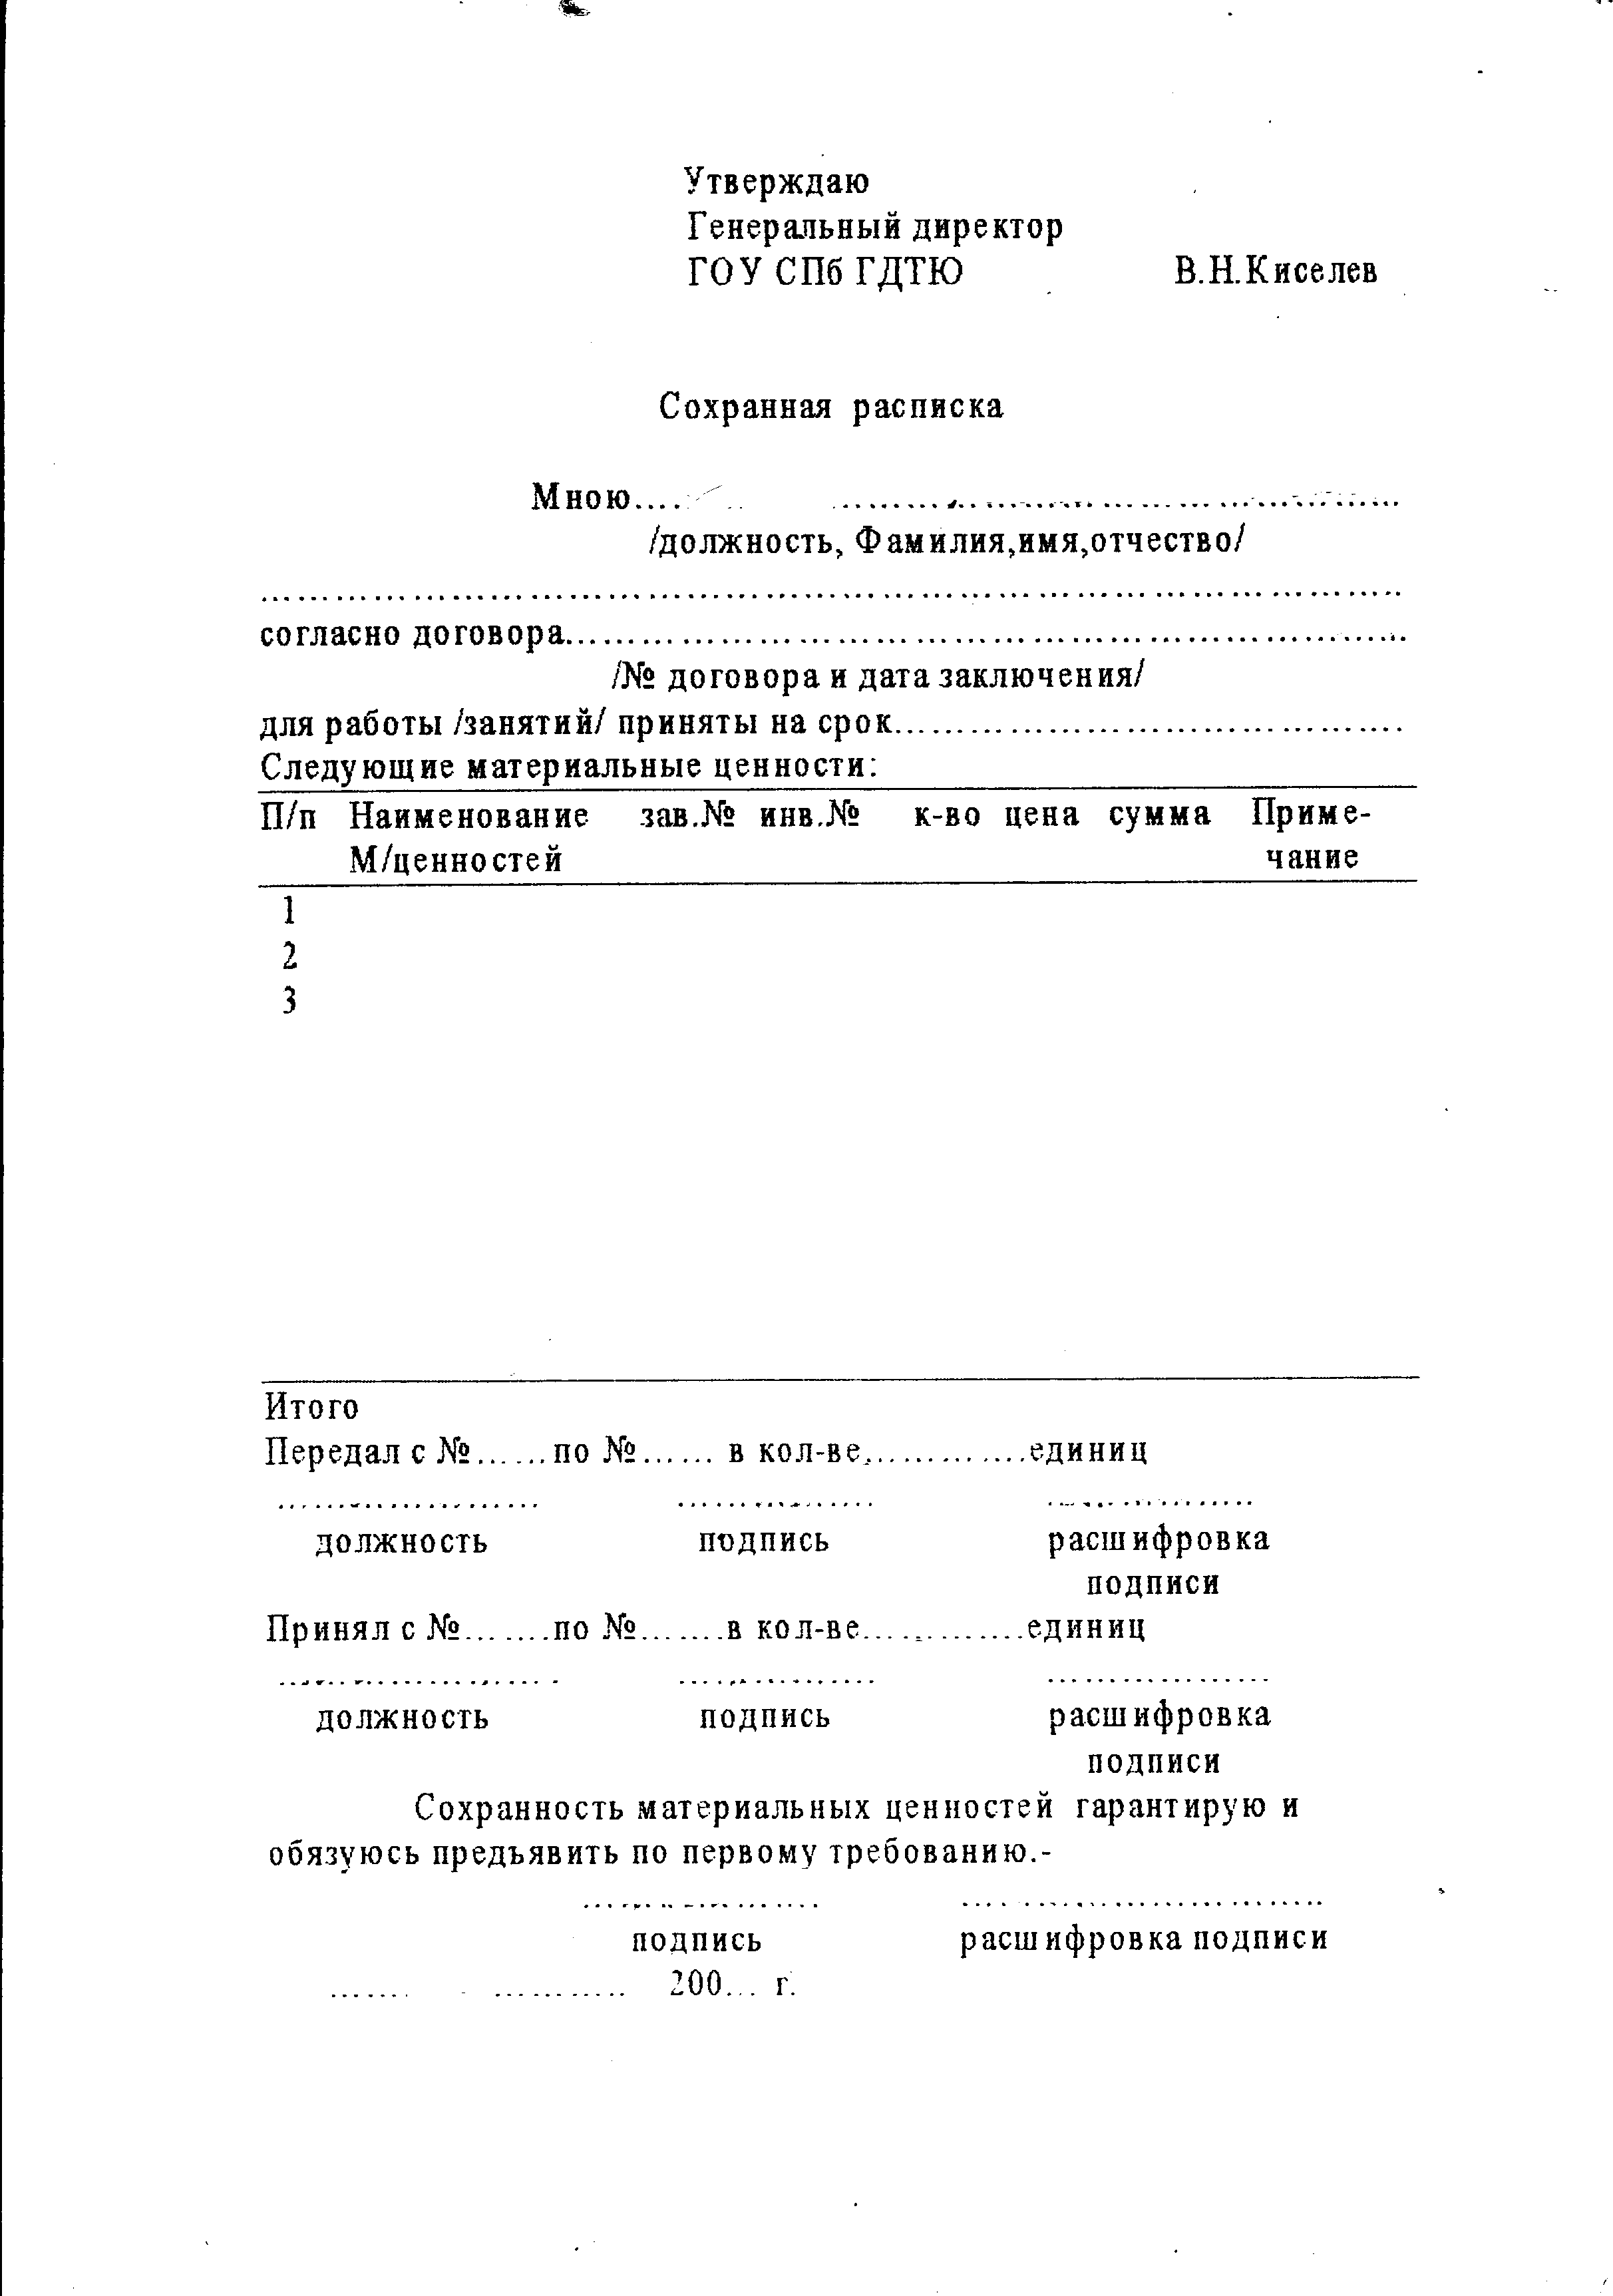 Утверждаю
Генеральный директор
ГОУ СПб ГДТЮ В.Н.Киселев
Сохранная расписка
Мною....  ............................................
/должность, Фамилия,имя,отчество/
..........................................................................................
согласно договора..................................................................
/№ договора и дата заключения/
для работы /занятий/ приняты на срок........................................
Следующие материальные ценности:
П/п Наименование зав.№ инв.№ к-во цена сумма Приме-
М/ценностей чание
1
2
3
Итого
Передал с №......по №...... в кол-ве.............единиц
..................... ................ ................
должность подпись расшифровка
подписи
Принял с №.......по №.......в кол-ве.............единиц
...................... ................ ..................
должность подпись расшифровка
подписи
Сохранность материальных ценностей гарантирую и
обязуюсь предьявить по первому требованию.-
................... .............................
подпись расшифровка подписи
....... ........... 200... г.